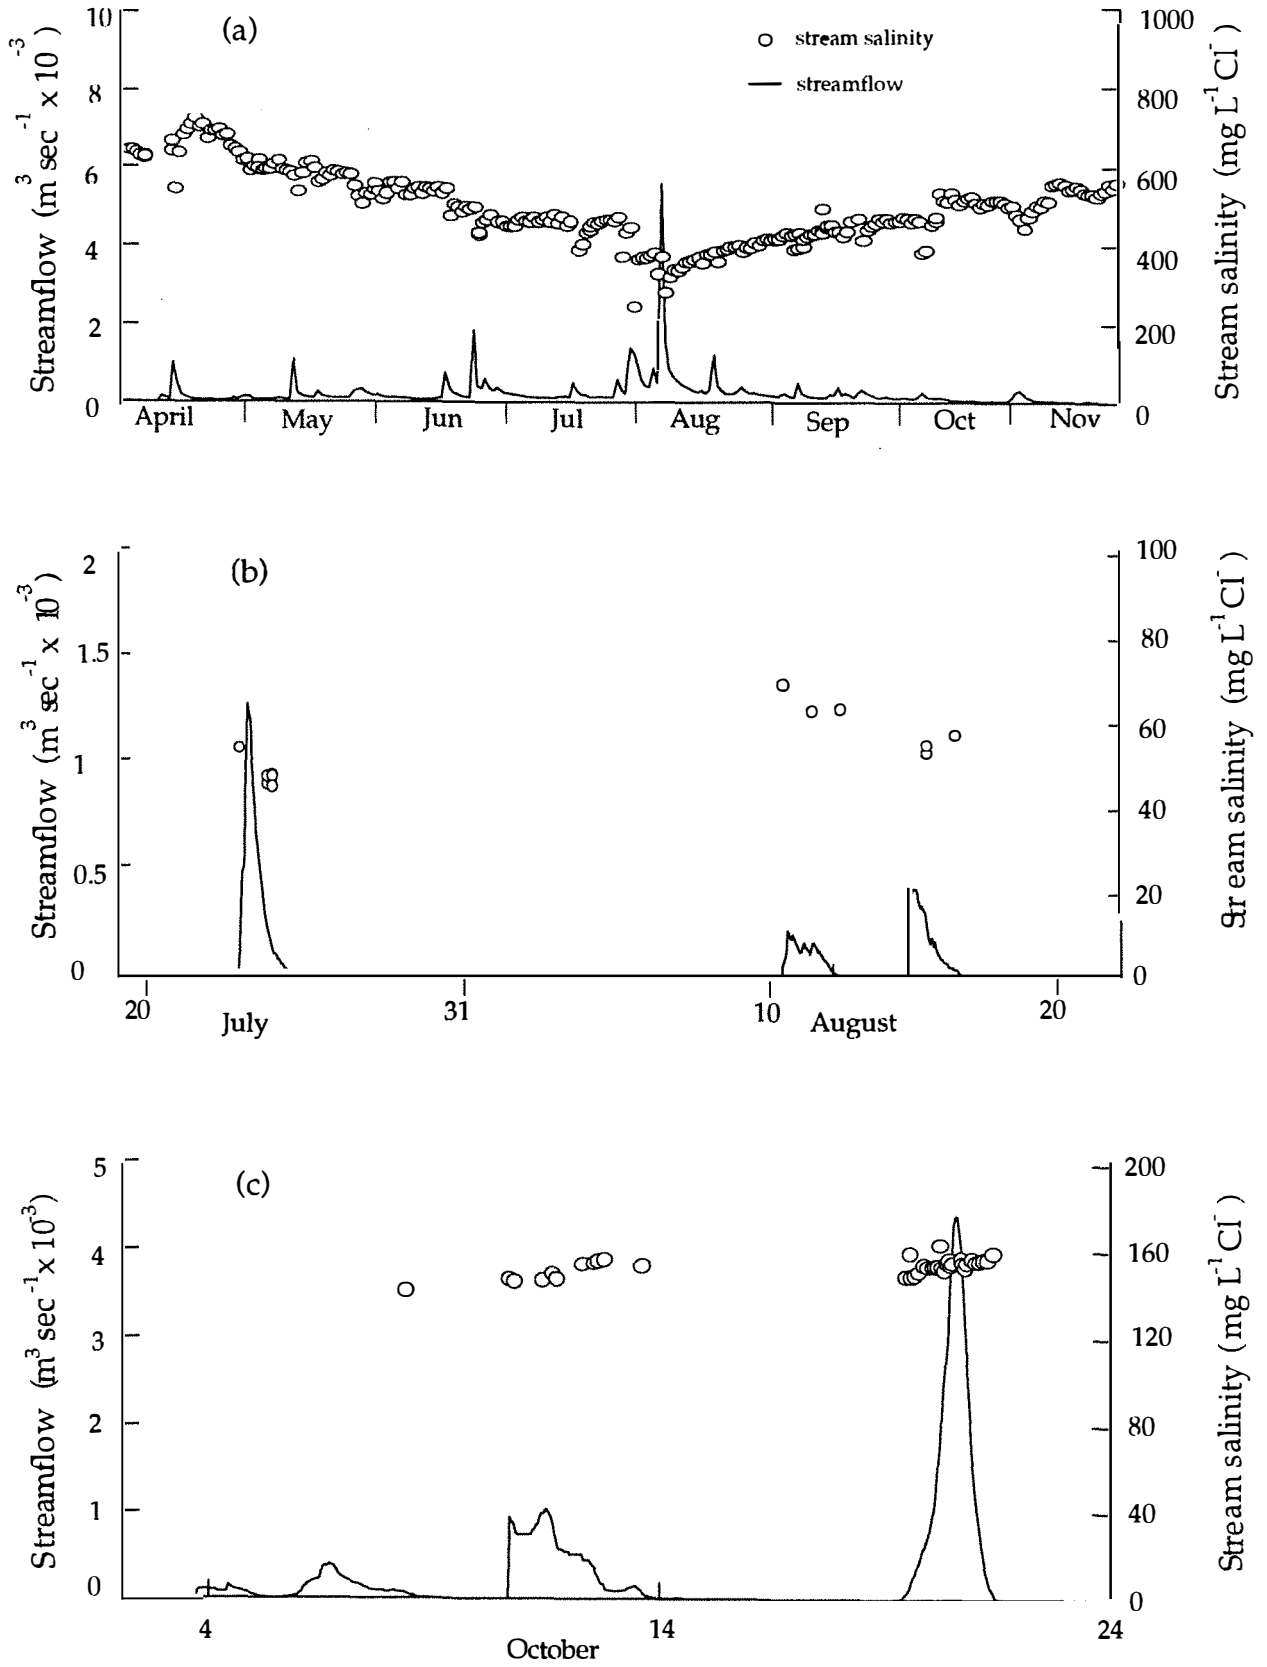 (a)
stream salinity
streamflow
Streamflow (m³ sec⁻¹ x 10⁻³)
10
8
6
4
2
0
1000
800
600
400
200
0
Stream salinity (mg L⁻¹ Cl⁻)
April May Jun Jul Aug Sep Oct Nov
(b)
Streamflow (m³ sec⁻¹ x 10⁻³)
2
1.5
1
0.5
0
100
80
60
40
20
0
Stream salinity (mg L⁻¹ Cl⁻)
20 31 10 20
July August
(c)
Streamflow (m³ sec⁻¹ x 10⁻³)
5
4
3
2
1
0
200
160
120
80
40
0
Stream salinity (mg L⁻¹ Cl⁻)
4 14 24
October